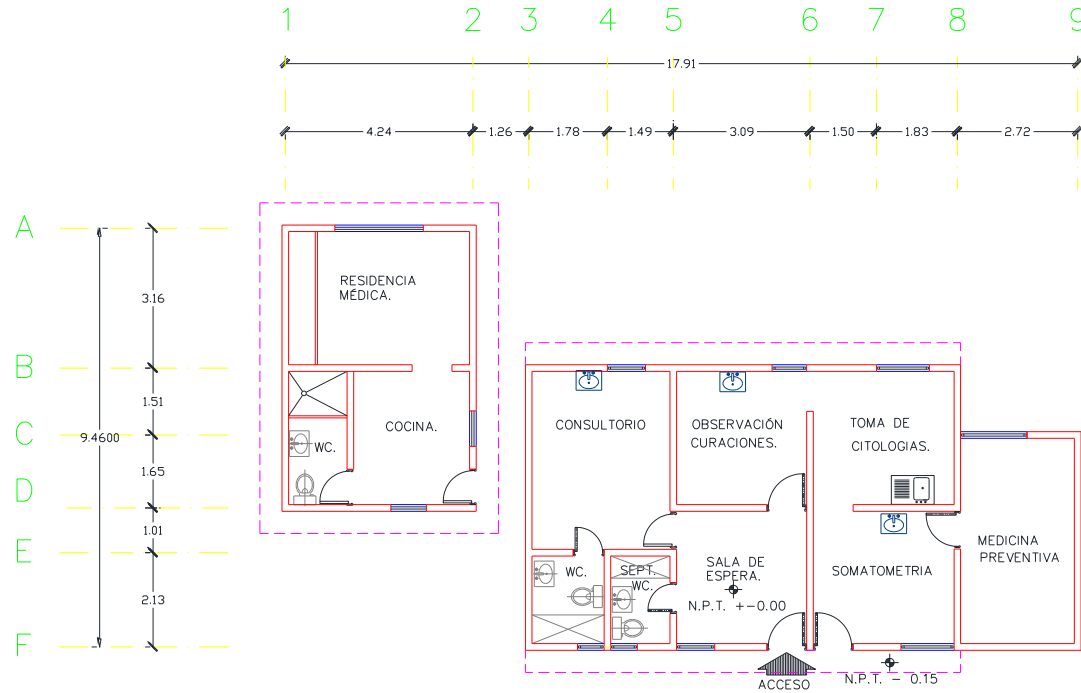 1 2 3 4 5 6 7 8 9
17.91
4.24 1.26 1.78 1.49 3.09 1.50 1.83 2.72
A
B
C
D
E
F
3.16
1.51
1.65
1.01
2.13
9.4600
RESIDENCIA
MÉDICA.
COCINA.
WC.
CONSULTORIO
OBSERVACIÓN
CURACIONES.
TOMA DE
CITOLOGIAS.
MEDICINA
PREVENTIVA
SOMATOMETRIA
SALA DE
ESPERA.
N.P.T. +-0.00
WC.
SEPT.
WC.
ACCESO
N.P.T. - 0.15